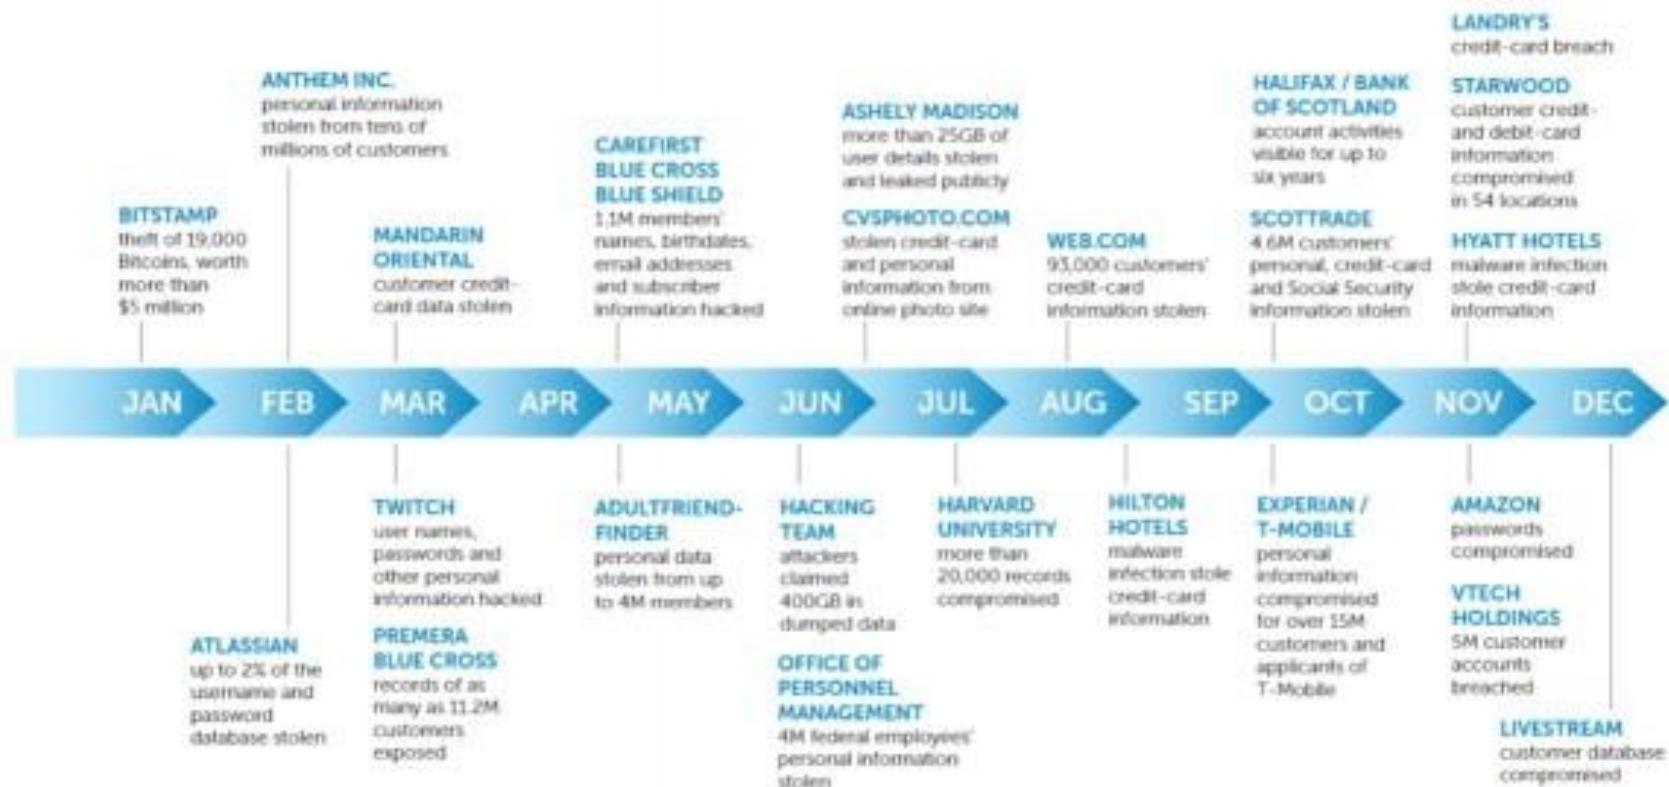 BITSTAMP
theft of 19,000
Bitcoins, worth
more than
$5 million
ANTHEM INC.
personal information
stolen from tens of
millions of customers
MANDARIN
ORIENTAL
customer credit-
card data stolen
CAREFIRST
BLUE CROSS
BLUE SHIELD
1.1M members'
names, birthdates,
email addresses
and subscriber
information hacked
ASHELY MADISON
more than 25GB of
user details stolen
and leaked publicly
CVSPHOTO.COM
stolen credit-card
and personal
information from
online photo site
WEB.COM
93,000 customers'
credit-card
information stolen
HALIFAX / BANK
OF SCOTLAND
account activities
visible for up to
six years
SCOTTRADE
4.6M customers'
personal, credit-card
and Social Security
information stolen
LANDRY'S
credit-card breach
STARWOOD
customer credit-
and debit-card
information
compromised
in 54 locations
HYATT HOTELS
malware infection
stole credit-card
information
JAN FEB MAR APR MAY JUN JUL AUG SEP OCT NOV DEC
ATLASSIAN
up to 2% of the
username and
password
database stolen
TWITCH
user names,
passwords and
other personal
information hacked
PREMERA
BLUE CROSS
records of as
many as 11.2M
customers
exposed
ADULTFRIEND-
FINDER
personal data
stolen from up
to 4M members
HACKING
TEAM
attackers
claimed
400GB in
dumped data
OFFICE OF
PERSONNEL
MANAGEMENT
4M federal employees'
personal information
stolen
HARVARD
UNIVERSITY
more than
20,000 records
compromised
HILTON
HOTELS
malware
infection stole
credit-card
information
EXPERIAN /
T-MOBILE
personal
information
compromised
for over 15M
customers and
applicants of
T-Mobile
AMAZON
passwords
compromised
VTECH
HOLDINGS
5M customer
accounts
breached
LIVESTREAM
customer database
compromised